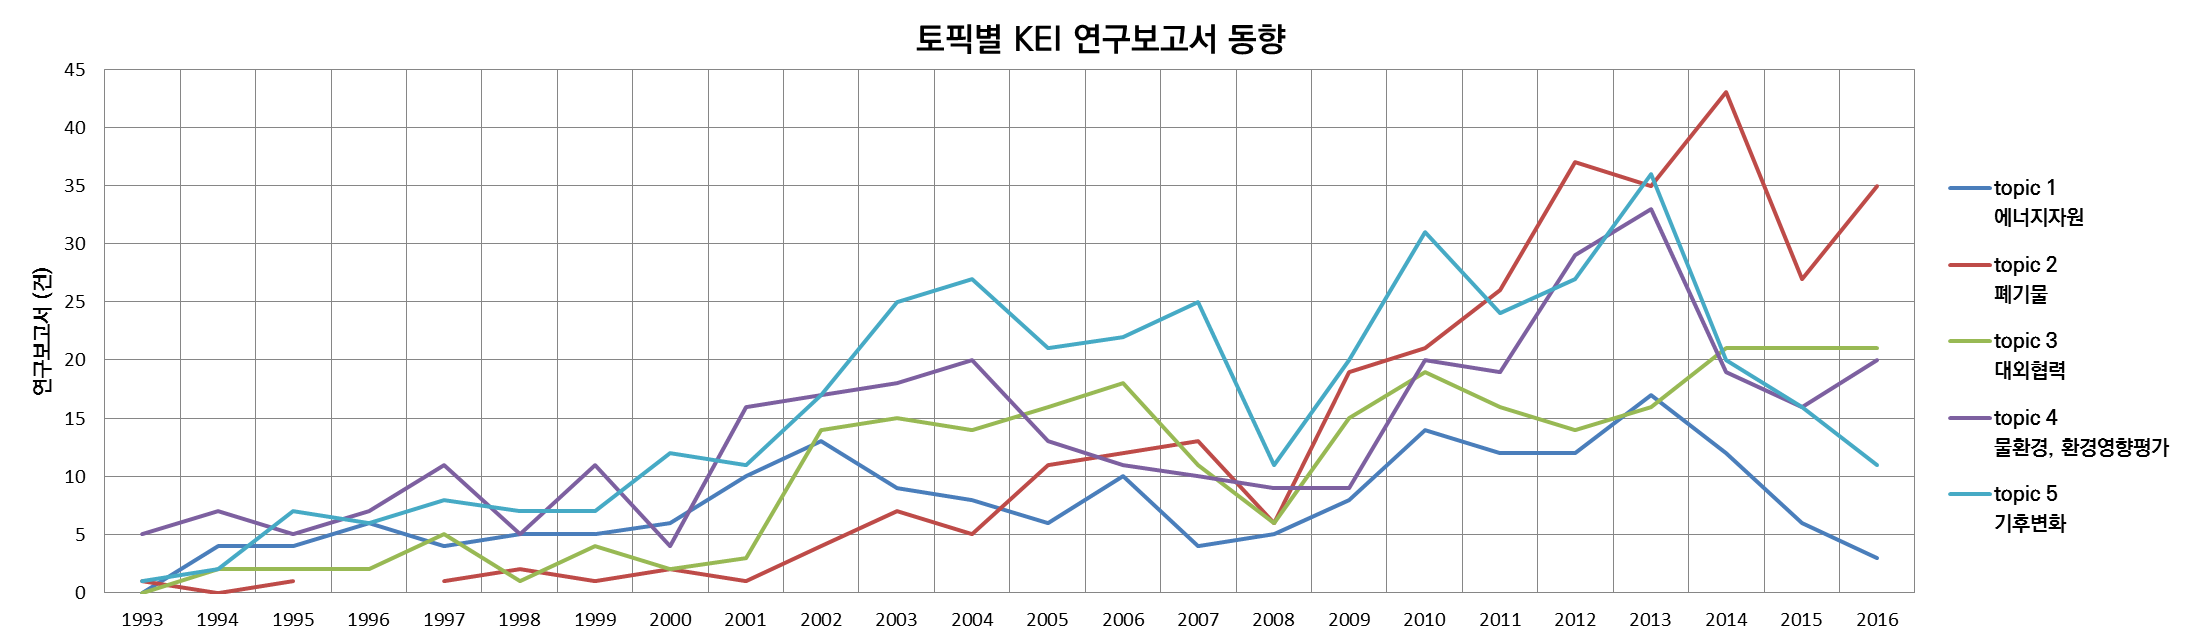 토픽별 KEI 연구보고서 동향
연구보고서 (건)
45
40
35
30
25
20
15
10
5
0
1993 1994 1995 1996 1997 1998 1999 2000 2001 2002 2003 2004 2005 2006 2007 2008 2009 2010 2011 2012 2013 2014 2015 2016
topic 1
에너지자원
topic 2
폐기물
topic 3
대외협력
topic 4
물환경, 환경영향평가
topic 5
기후변화